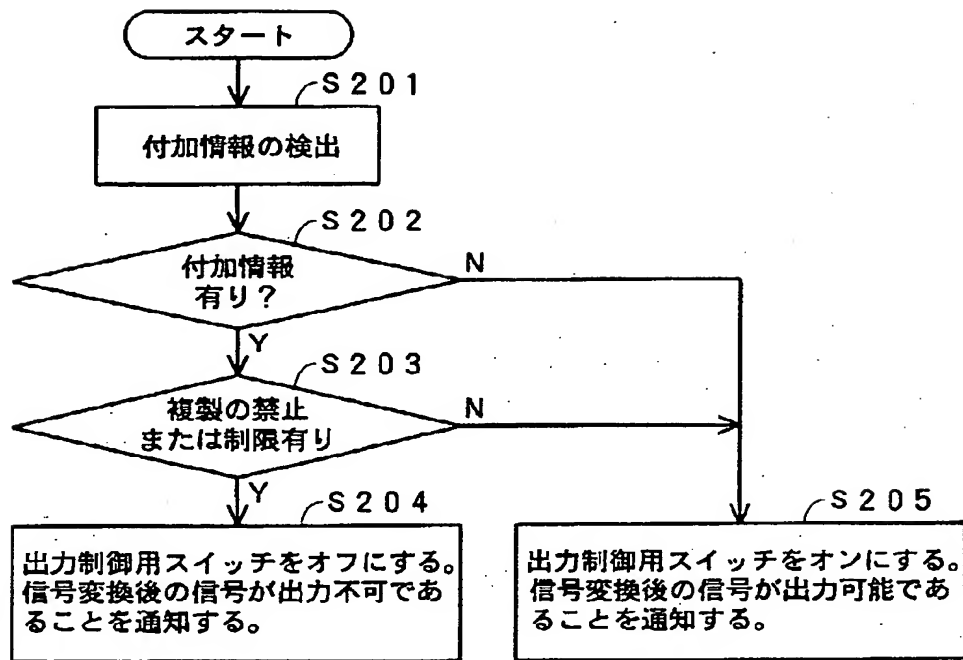 スタート
S201
付加情報の検出
S202
付加情報
有り?
N
Y
S203
複製の禁止
または制限有り
N
Y
S204
出力制御用スイッチをオフにする。
信号変換後の信号が出力不可であ
ることを通知する。
S205
出力制御用スイッチをオンにする。
信号変換後の信号が出力可能であ
ることを通知する。